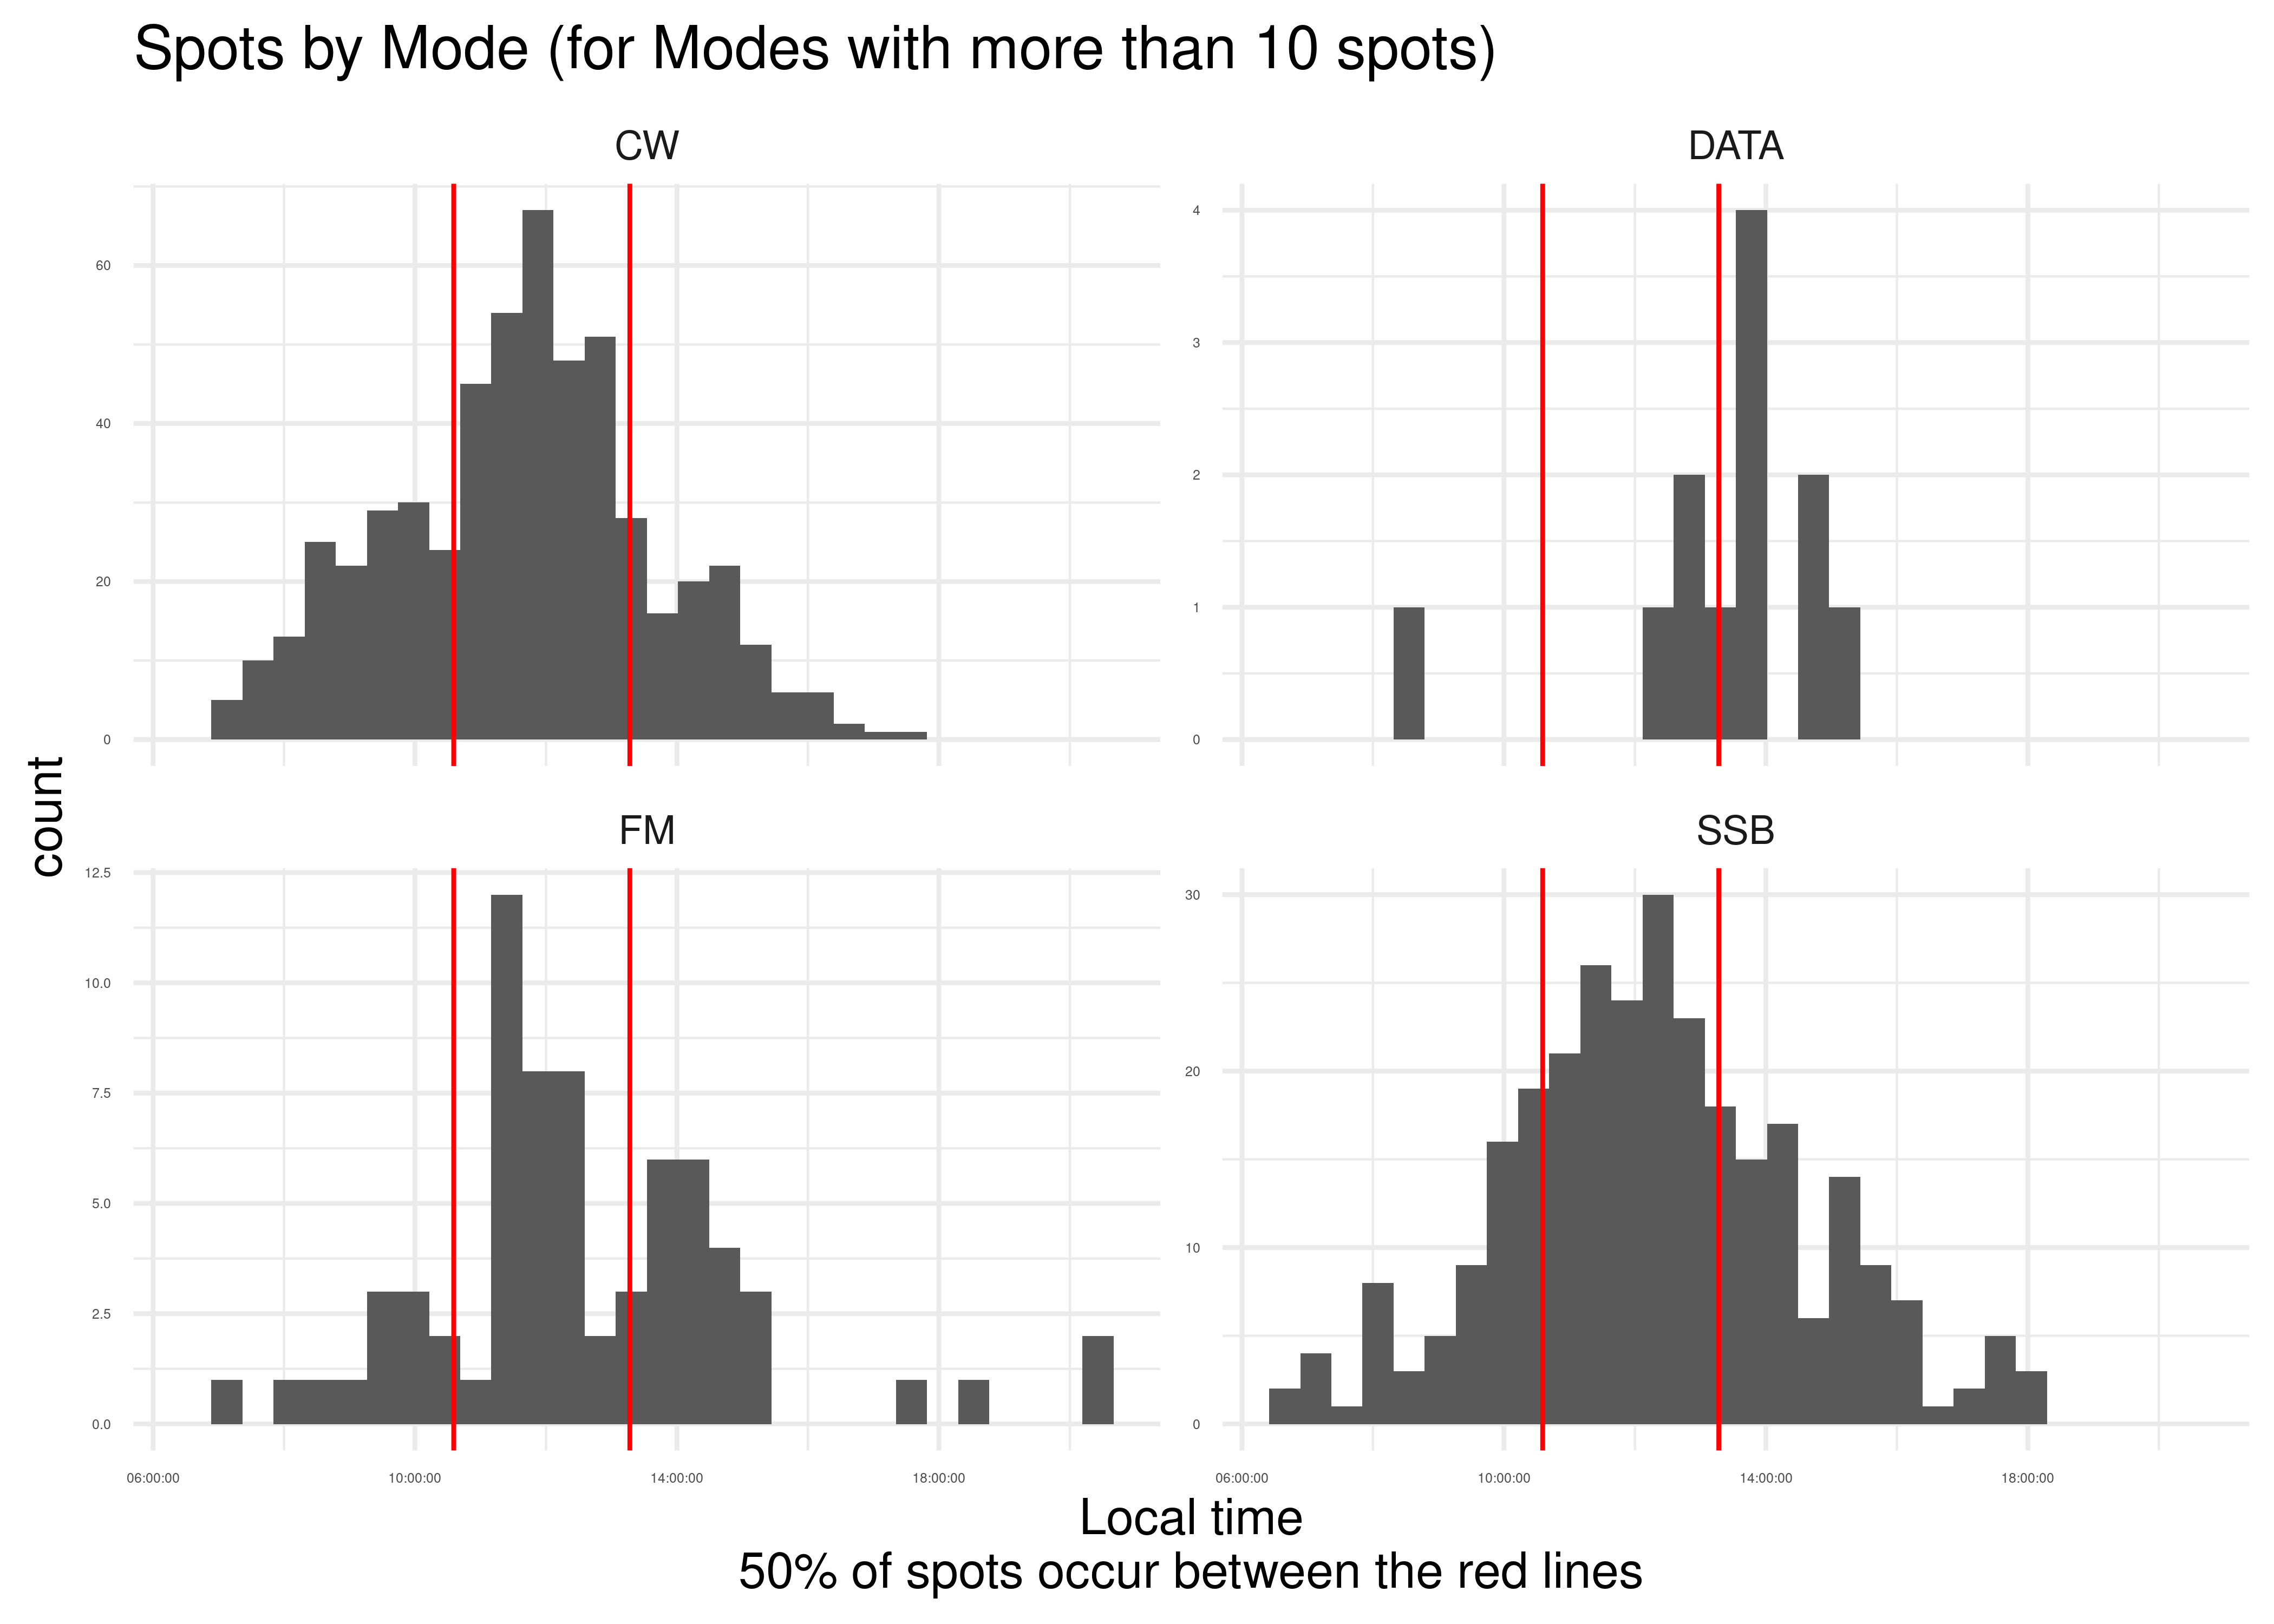 Spots by Mode (for Modes with more than 10 spots)
CW
DATA
60
40
20
0
4
3
2
1
0
count
FM
SSB
12.5
10.0
7.5
5.0
2.5
0.0
30
20
10
0
06:00:00 10:00:00 14:00:00 18:00:00
06:00:00 10:00:00 14:00:00 18:00:00
Local time
50% of spots occur between the red lines